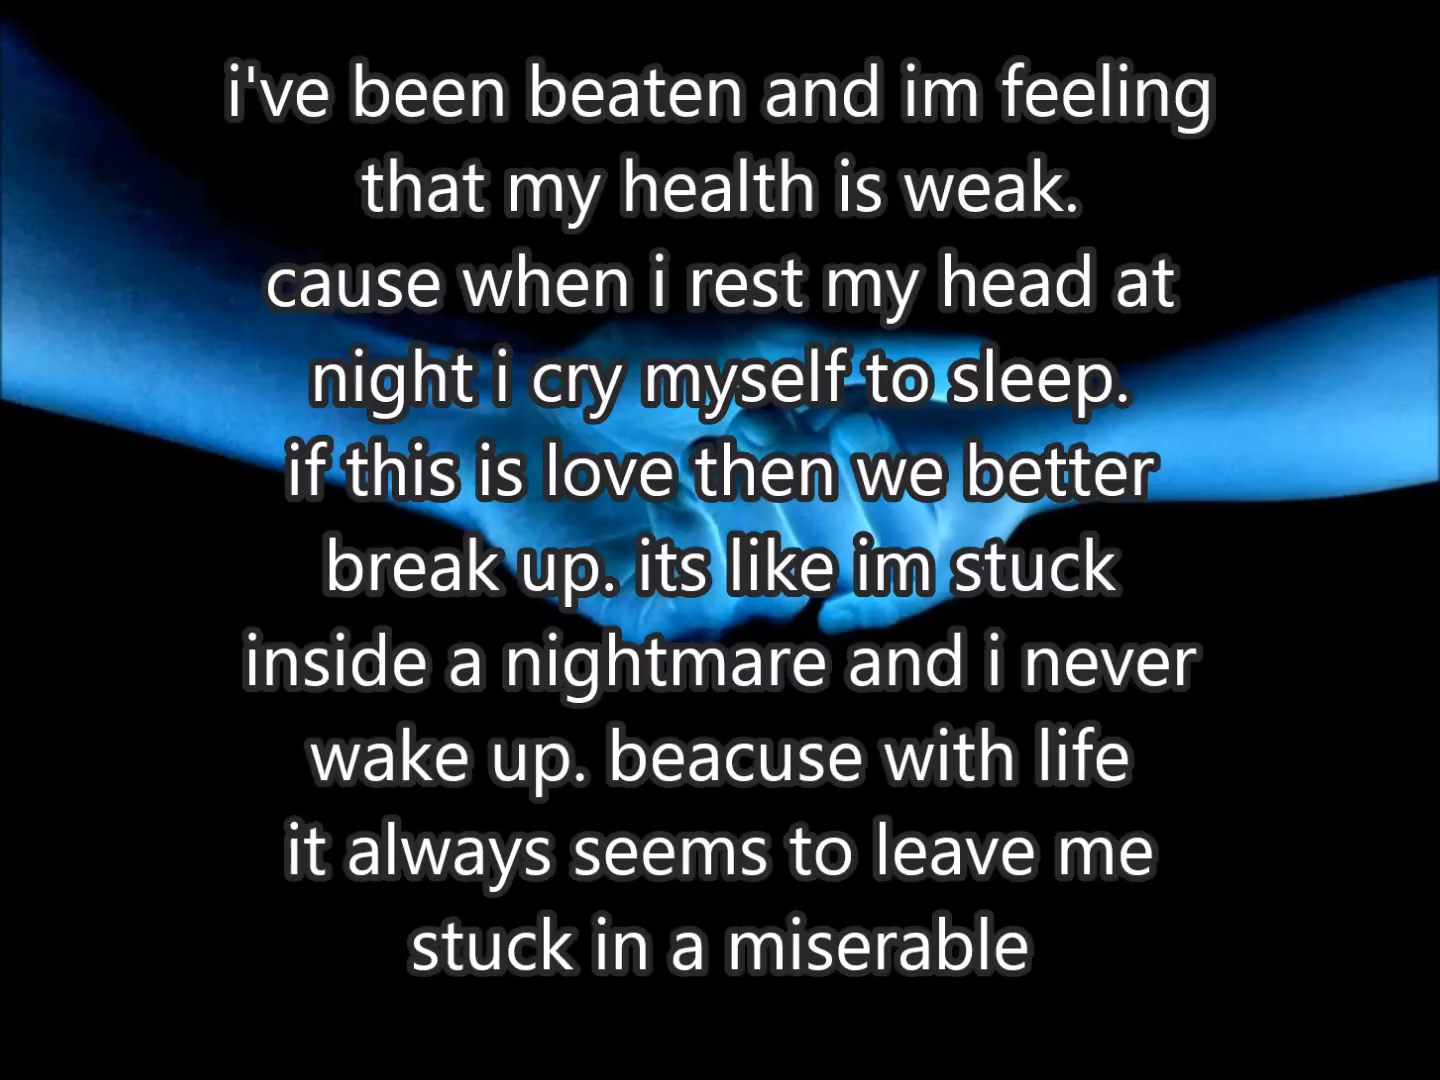 i've been beaten and im feeling
that my health is weak.
cause when i rest my head at
night i cry myself to sleep.
if this is love then we better
break up. its like im stuck
inside a nightmare and i never
wake up. beacuse with life
it always seems to leave me
stuck in a miserable